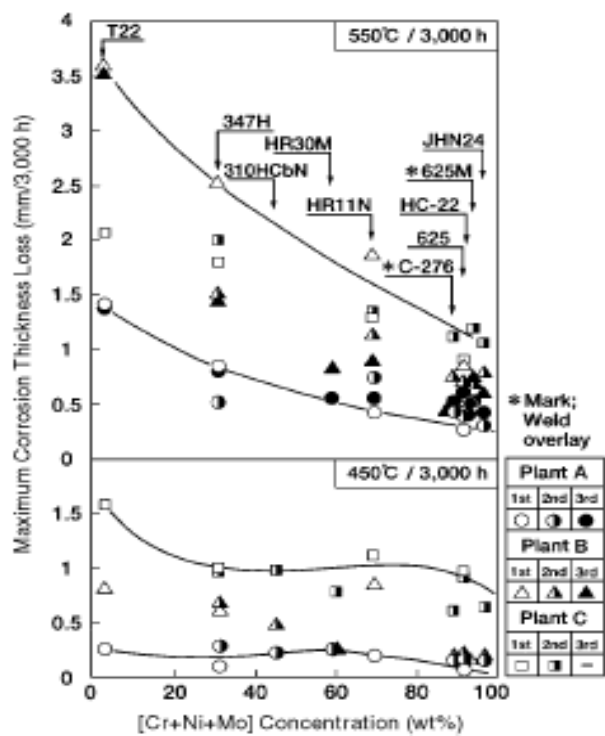 Maximum Corrosion Thickness Loss (mm/3,000 h)
4
3.5
3
2.5
2
1.5
1
0.5
0
550℃ / 3,000 h
T22
347H
HR30M
310HCbN
HR11N
JHN24
*625M
HC-22
625
*C-276
*Mark;
Weld
overlay
450℃ / 3,000 h
1.5
1
0.5
0
0 20 40 60 80 100
[Cr+Ni+Mo] Concentration (wt%)
Plant A
1st 2nd 3rd
Plant B
1st 2nd 3rd
Plant C
1st 2nd 3rd
–